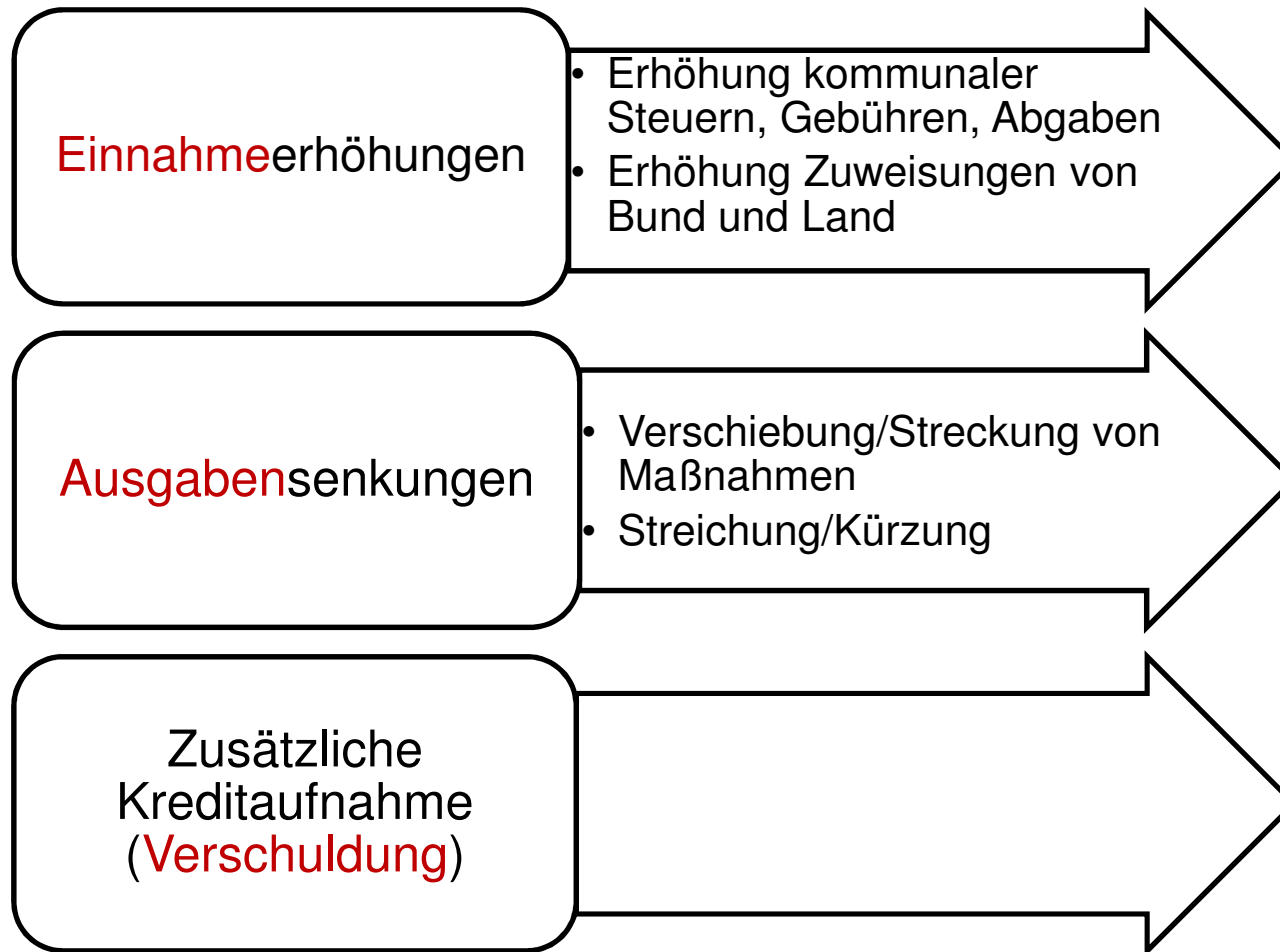 Einnahmeerhöhungen
• Erhöhung kommunaler
Steuern, Gebühren, Abgaben
• Erhöhung Zuweisungen von
Bund und Land
Ausgabensenkungen
• Verschiebung/Streckung von
Maßnahmen
• Streichung/Kürzung
Zusätzliche
Kreditaufnahme
(Verschuldung)